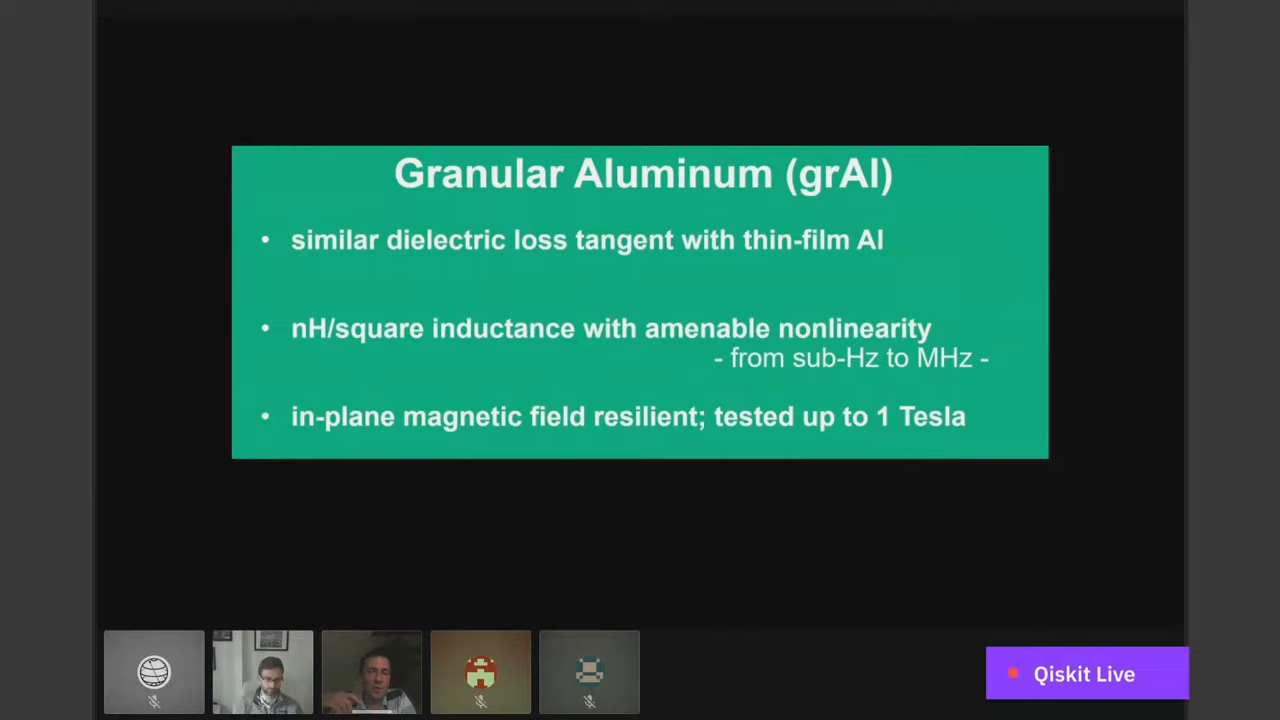 Granular Aluminum (grAl)
• similar dielectric loss tangent with thin-film Al
• nH/square inductance with amenable nonlinearity
- from sub-Hz to MHz -
• in-plane magnetic field resilient; tested up to 1 Tesla
Qiskit Live